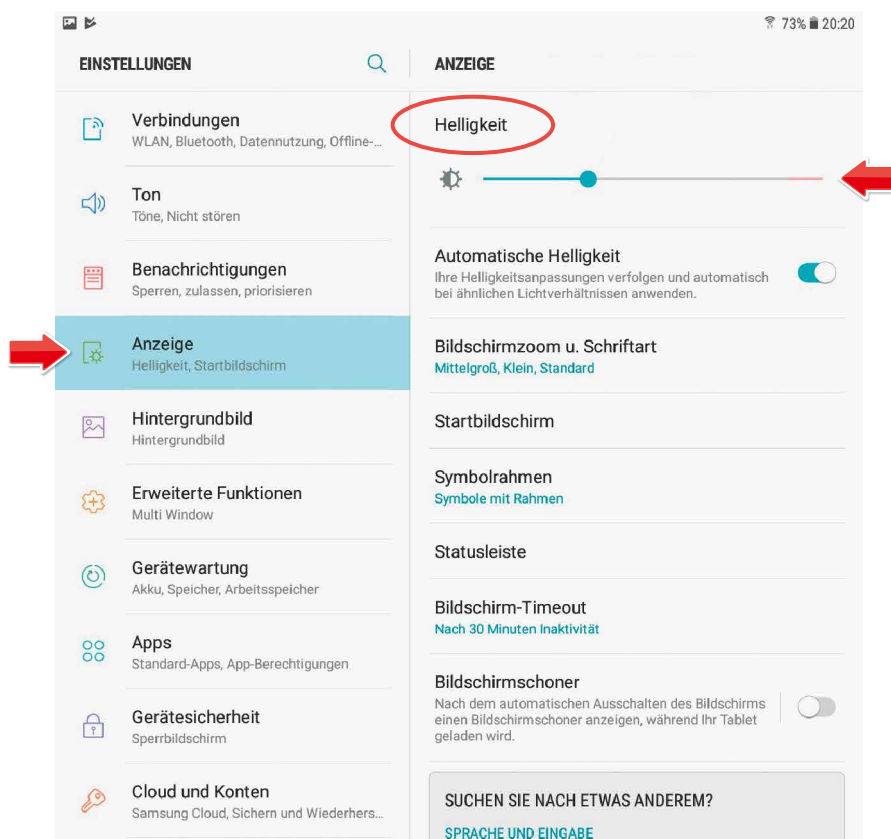 73% 20:20
EINSTELLUNGEN
Verbindungen
WLAN, Bluetooth, Datennutzung, Offline-...
Ton
Töne, Nicht stören
Benachrichtigungen
Sperren, zulassen, priorisieren
Anzeige
Helligkeit, Startbildschirm
Hintergrundbild
Hintergrundbild
Erweiterte Funktionen
Multi Window
Gerätewartung
Akku, Speicher, Arbeitsspeicher
Apps
Standard-Apps, App-Berechtigungen
Gerätesicherheit
Sperrbildschirm
Cloud und Konten
Samsung Cloud, Sichern und Wiederhers...
ANZEIGE
Helligkeit
Automatische Helligkeit
Ihre Helligkeitsanpassungen verfolgen und automatisch
bei ähnlichen Lichtverhältnissen anwenden.
Bildschirmzoom u. Schriftart
Mittelgroß, Klein, Standard
Startbildschirm
Symbolrahmen
Symbole mit Rahmen
Statusleiste
Bildschirm-Timeout
Nach 30 Minuten Inaktivität
Bildschirmschoner
Nach dem automatischen Ausschalten des Bildschirms
einen Bildschirmschoner anzeigen, während Ihr Tablet
geladen wird.
SUCHEN SIE NACH ETWAS ANDEREM?
SPRACHE UND EINGABE